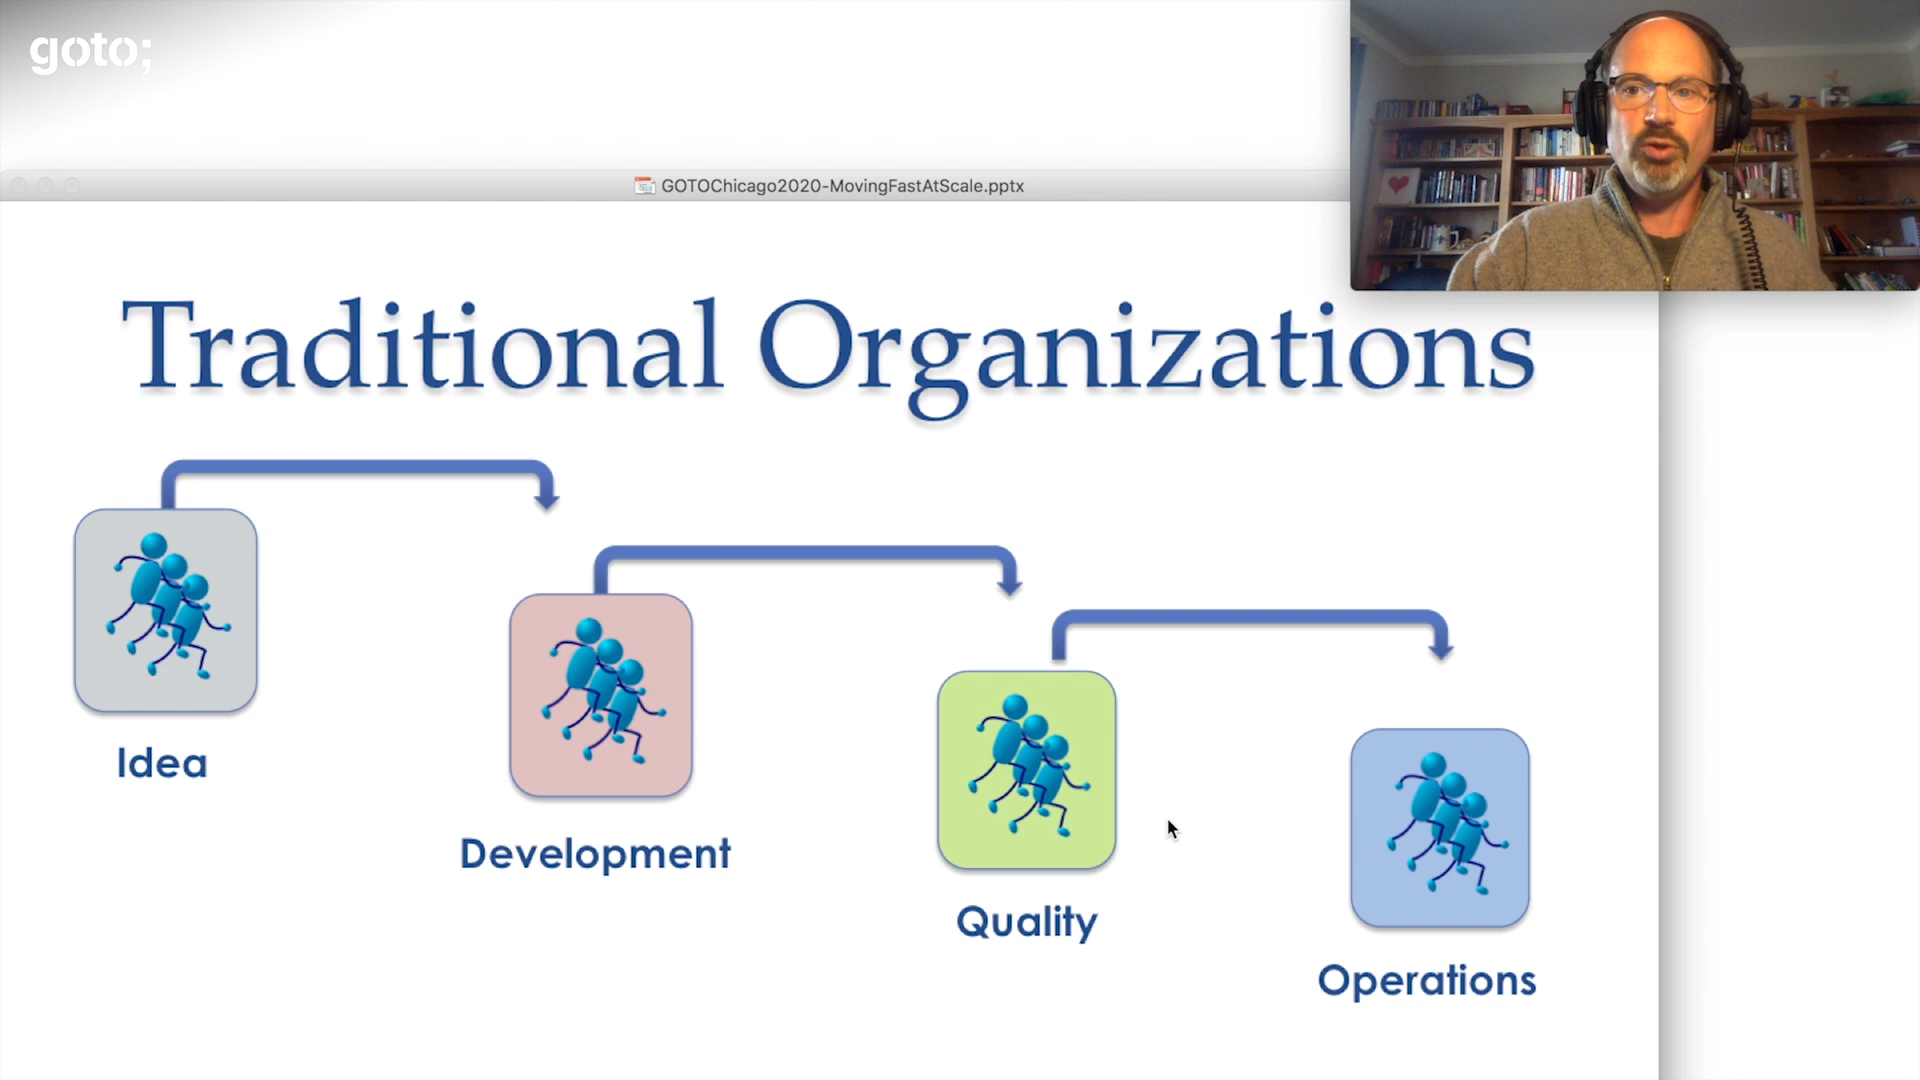 goto;
GOTOChicago2020-MovingFastAtScale.pptx
Traditional Organizations
Idea
Development
Quality
Operations